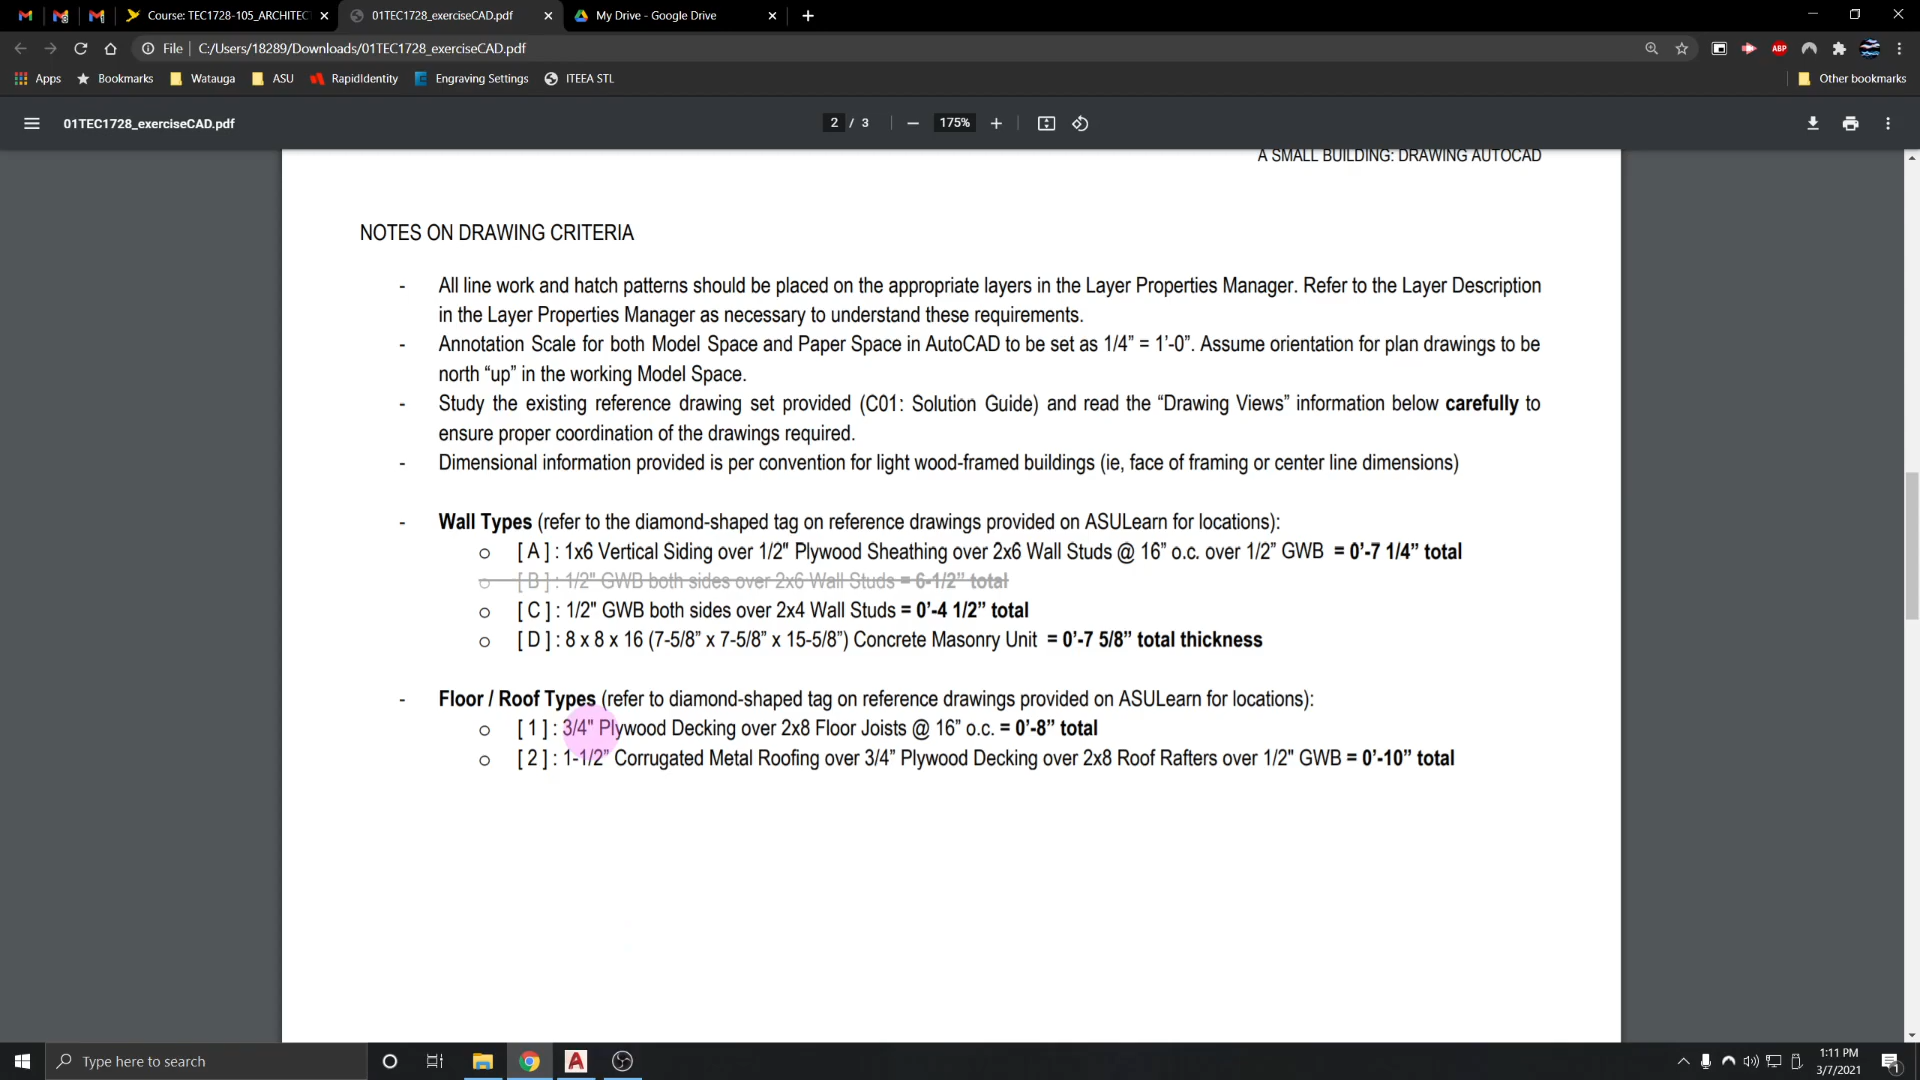 Course: TEC1728-105_ARCHITEC
01TEC1728_exerciseCAD.pdf
My Drive - Google Drive
File
C:/Users/18289/Downloads/01TEC1728_exerciseCAD.pdf
ABP
Apps
Bookmarks
Watauga
ASU
RapidIdentity
Engraving Settings
ITEEA STL
Other bookmarks
01TEC1728_exerciseCAD.pdf
2 / 3
175%
A SMALL BUILDING: DRAWING AUTOCAD
NOTES ON DRAWING CRITERIA
- All line work and hatch patterns should be placed on the appropriate layers in the Layer Properties Manager. Refer to the Layer Description
in the Layer Properties Manager as necessary to understand these requirements.
- Annotation Scale for both Model Space and Paper Space in AutoCAD to be set as 1/4” = 1’-0”. Assume orientation for plan drawings to be
north “up” in the working Model Space.
- Study the existing reference drawing set provided (C01: Solution Guide) and read the “Drawing Views” information below carefully to
ensure proper coordination of the drawings required.
- Dimensional information provided is per convention for light wood-framed buildings (ie, face of framing or center line dimensions)
- Wall Types (refer to the diamond-shaped tag on reference drawings provided on ASULearn for locations):
o [ A ] : 1x6 Vertical Siding over 1/2" Plywood Sheathing over 2x6 Wall Studs @ 16” o.c. over 1/2” GWB = 0’-7 1/4” total
o [ B ] : 1/2" GWB both sides over 2x6 Wall Studs = 6-1/2” total
o [ C ] : 1/2" GWB both sides over 2x4 Wall Studs = 0’-4 1/2” total
o [ D ] : 8 x 8 x 16 (7-5/8” x 7-5/8” x 15-5/8”) Concrete Masonry Unit = 0’-7 5/8” total thickness
- Floor / Roof Types (refer to diamond-shaped tag on reference drawings provided on ASULearn for locations):
o [ 1 ] : 3/4" Plywood Decking over 2x8 Floor Joists @ 16” o.c. = 0’-8” total
o [ 2 ] : 1-1/2” Corrugated Metal Roofing over 3/4” Plywood Decking over 2x8 Roof Rafters over 1/2" GWB = 0’-10” total
Type here to search
1:11 PM
3/7/2021
1